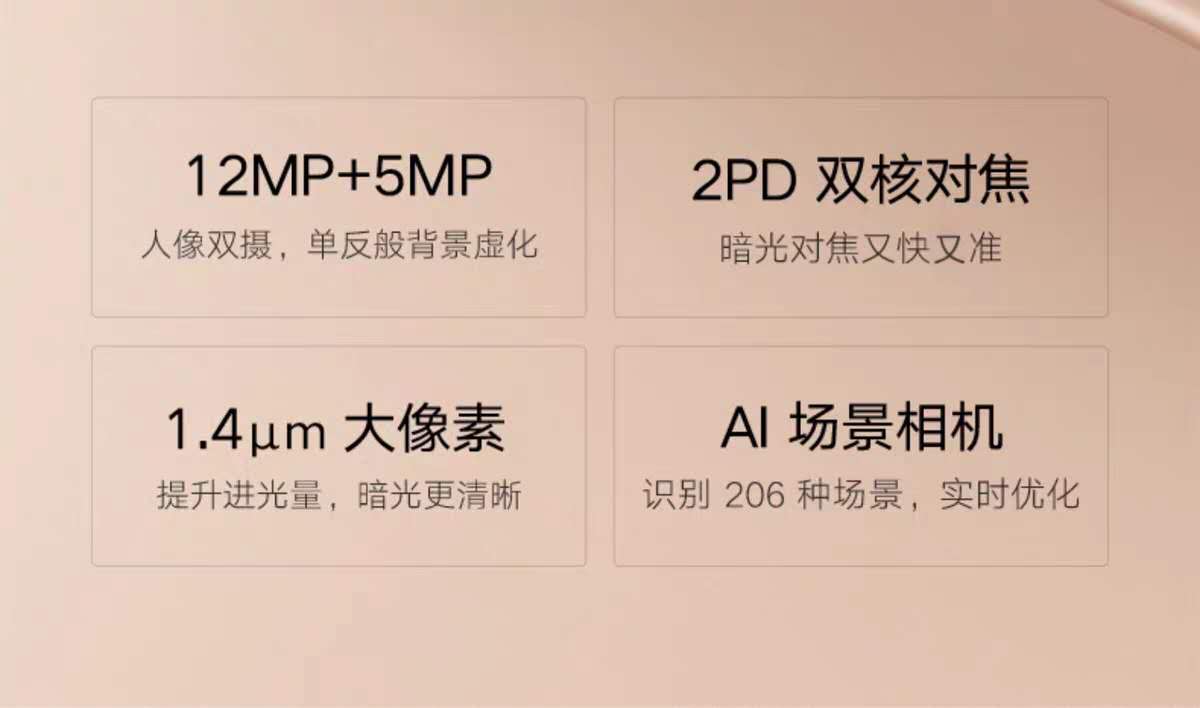 12MP+5MP
人像双摄，单反般背景虚化
2PD 双核对焦
暗光对焦又快又准
1.4μm 大像素
提升进光量，暗光更清晰
AI 场景相机
识别 206 种场景，实时优化